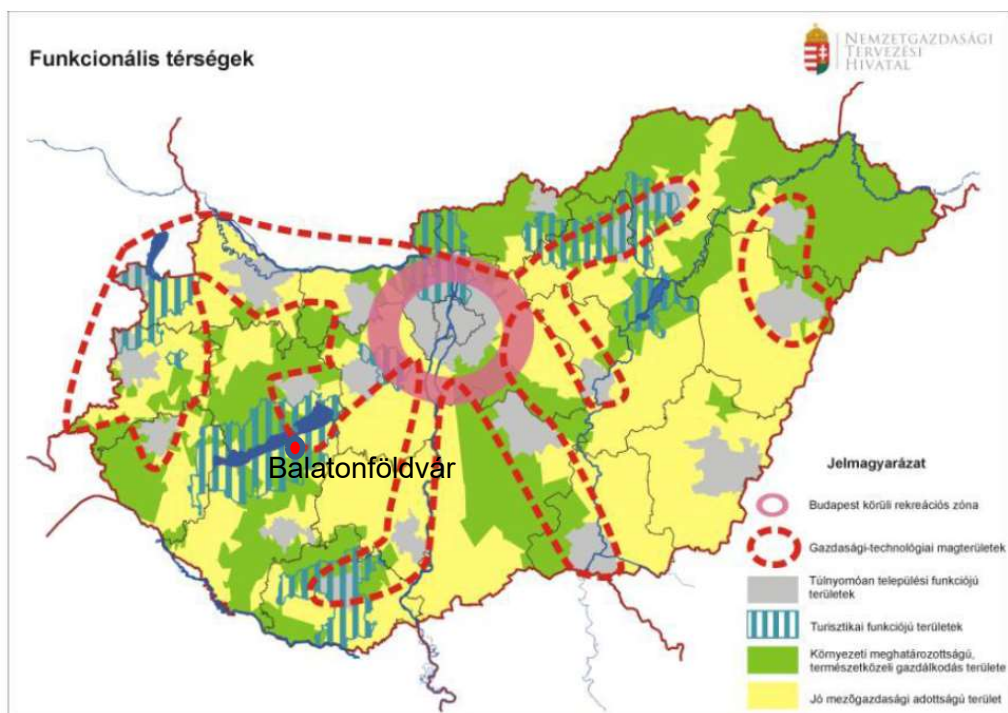 Funkcionális térségek
NEMZETGAZDASÁGI
TERVEZÉSI
HIVATAL
Balatonföldvár
Jelmagyarázat
Budapest körüli rekreációs zóna
Gazdasági-technológiai magterületek
Túlnyomóan települési funkciójú
területek
Turisztikai funkciójú területek
Környezeti meghatározottságú,
természetközeli gazdálkodás területe
Jó mezőgazdasági adottságú terület